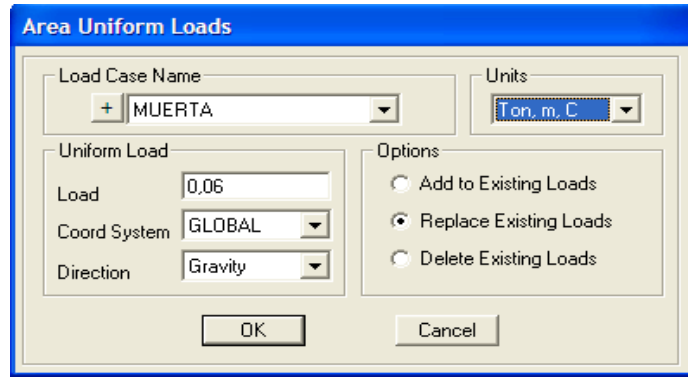 Area Uniform Loads
Load Case Name
+ MUERTA
Units
Ton, m, C
Uniform Load
Load 0,06
Coord System GLOBAL
Direction Gravity
Options
Add to Existing Loads
Replace Existing Loads
Delete Existing Loads
OK
Cancel